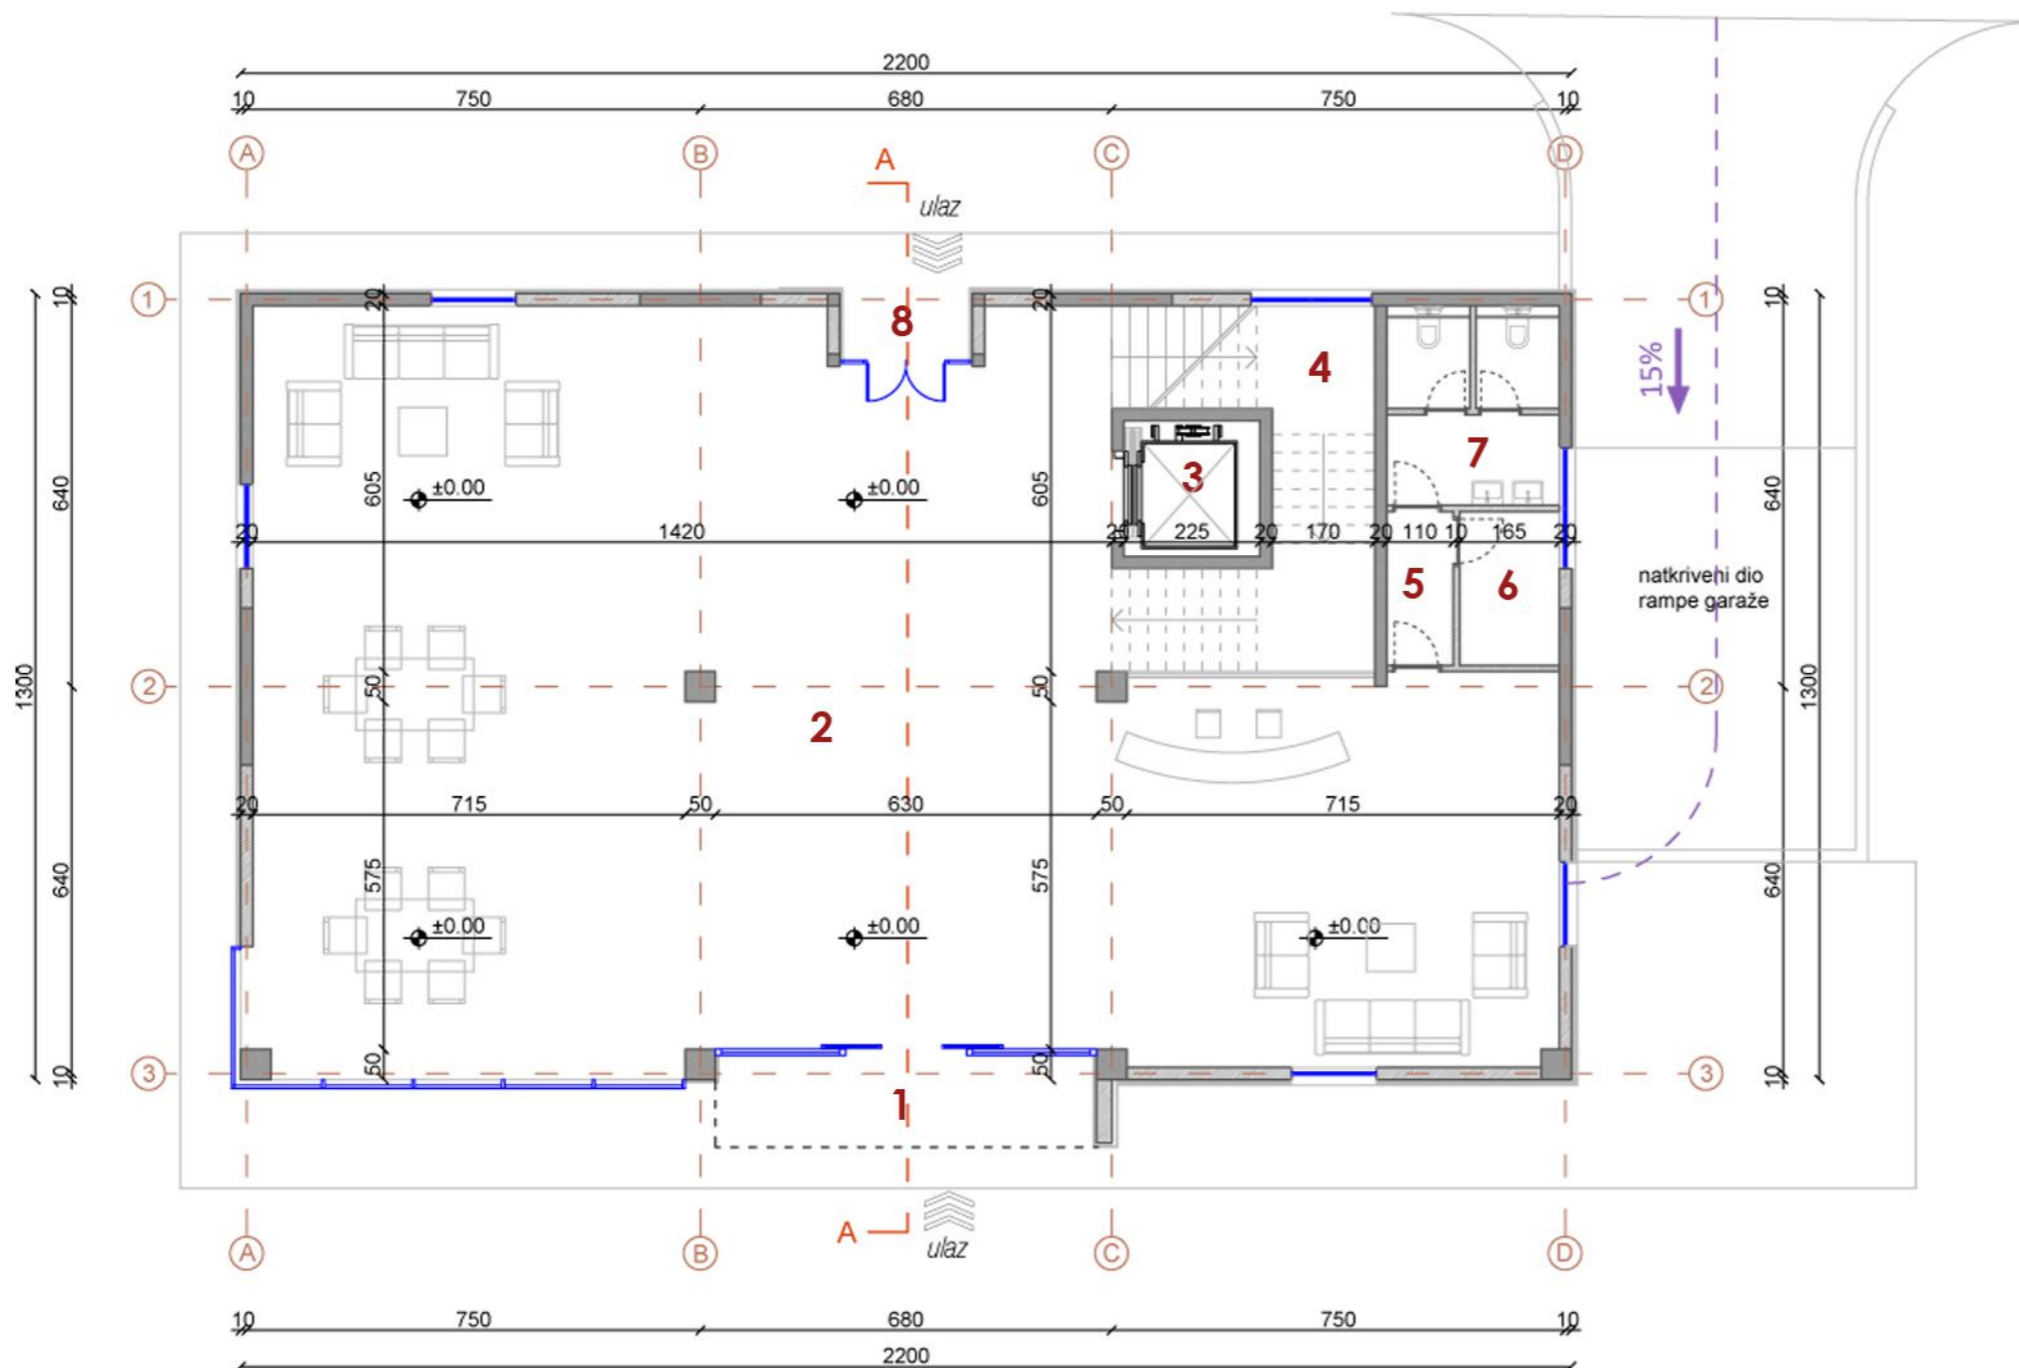 2200
10 750 680 750 10
A B C D
A
ulaz
1 10 20 8 20 10 1
4
15%
7
3
640 605 ±0.00 ±0.00 605 640
20 1420 20 225 20 170 20 110 10 165 20
5 6
natkriveni dio
rampe garaže
1300 2 50 50 2 1300
2
20 715 50 630 50 715 20
640 575 575 640
±0.00 ±0.00 ±0.00
10 50 50 10
3 3
1
A
ulaz
A B C D
10 750 680 750 10
2200